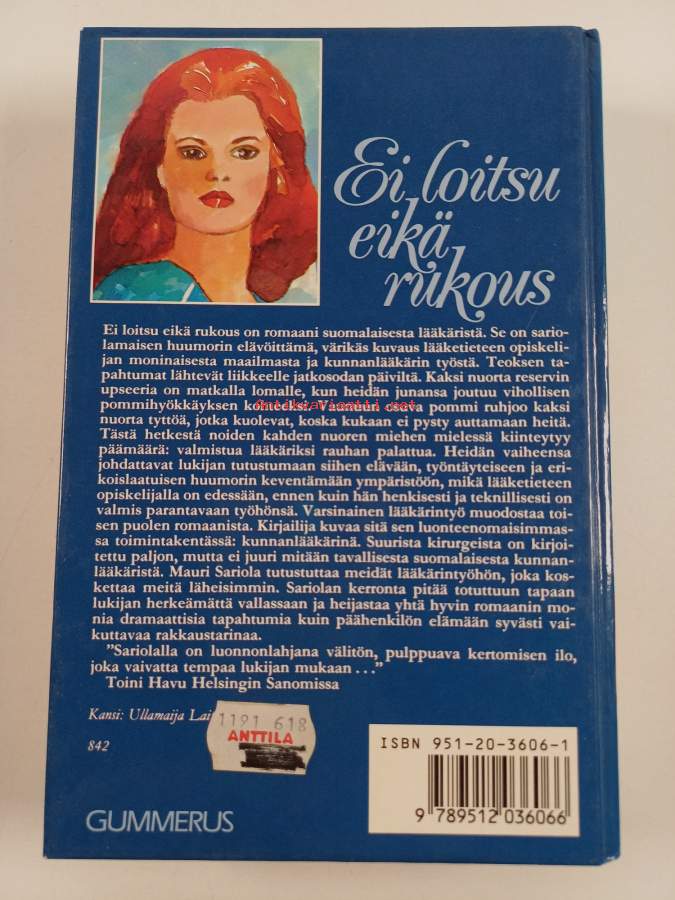 Ei loitsu
eikä
rukous
Ei loitsu eikä rukous on romaani suomalaisesta lääkäristä. Se on sario-
lamaisen huumorin elävöittämä, värikäs kuvaus lääketieteen opiskeli-
jan moninaisesta maailmasta ja kunnanlääkärin työstä. Teoksen ta-
pahtumat lähtevät liikkeelle jatkosodan päiviltä. Kaksi nuorta reservin
upseeria on matkalla lomalle, kun heidän junansa joutuu vihollisen
pommihyökkäyksen kohteeksi. Vaunuun osuva pommi ruhjoo kaksi
nuorta tyttöä, jotka kuolevat, koska kukaan ei pysty auttamaan heitä.
Tästä hetkestä noiden kahden nuoren miehen mielessä kiinteytyy
päämäärä: valmistua lääkäriksi rauhan palattua. Heidän vaiheensa
johdattavat lukijan tutustumaan siihen elävään, työntäyteiseen ja eri-
koislaatuisen huumorin keventämään ympäristöön, mikä lääketieteen
opiskelijalla on edessään, ennen kuin hän henkisesti ja teknillisesti on
valmis parantavaan työhönsä. Varsinainen lääkärintyö muodostaa toi-
sen puolen romaanista. Kirjailija kuvaa sitä sen luonteenomaisimmas-
sa toimintakentässä: kunnanlääkärinä. Suurista kirurgeista on kirjoi-
tettu paljon, mutta ei juuri mitään tavallisesta suomalaisesta kunnan-
lääkäristä. Mauri Sariola tutustuttaa meidät lääkärintyöhön, joka kos-
kettaa meitä läheisimmin. Sariolan kerronta pitää totuttuun tapaan
lukijan herkeämättä vallassaan ja heijastaa yhtä hyvin romaanin mo-
nia dramaattisia tapahtumia kuin päähenkilön elämään syvästi vai-
kuttavaa rakkaustarinaa.
"Sariolalla on luonnonlahjana välitön, pulppuava kertomisen ilo,
joka vaivatta tempaa lukijan mukaan . . ."
Toini Havu Helsingin Sanomissa
Kansi: Ullamaija Lai
1191 618
ANTTILA
842
ISBN 951-20-3606-1
9 789512 036066
GUMMERUS